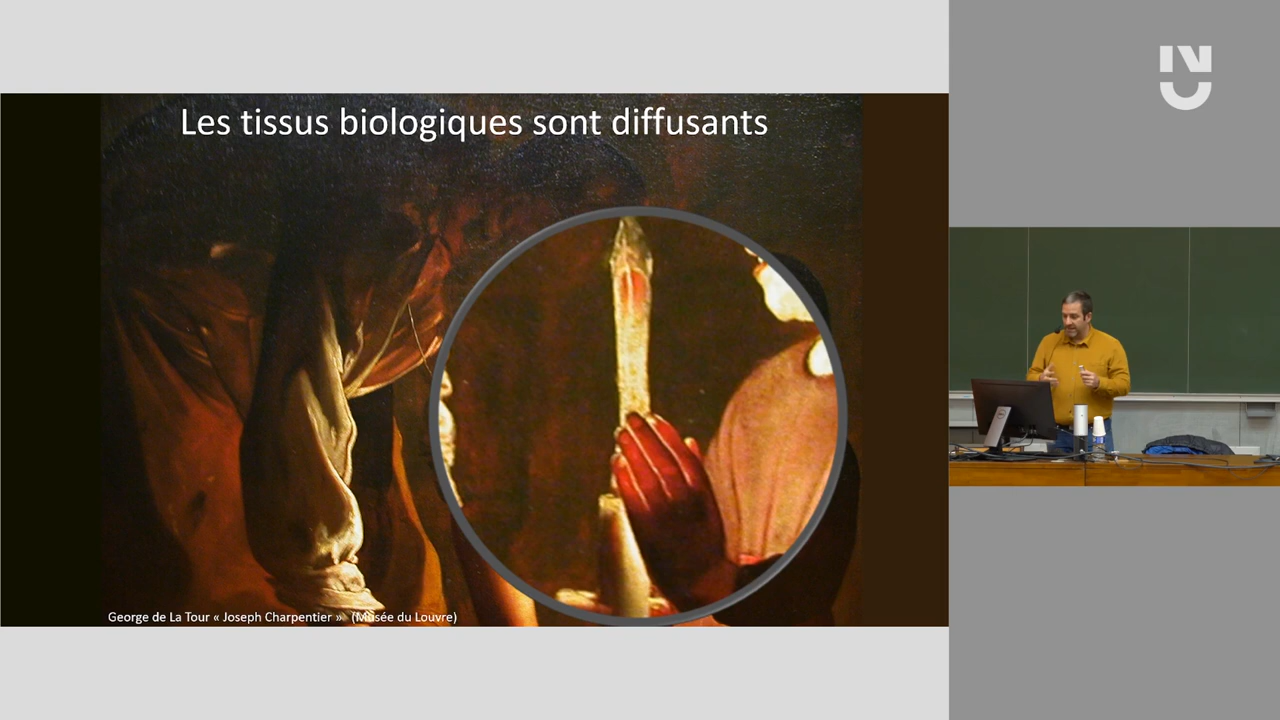 Les tissus biologiques sont diffusants
George de La Tour « Joseph Charpentier »  (Musée du Louvre)